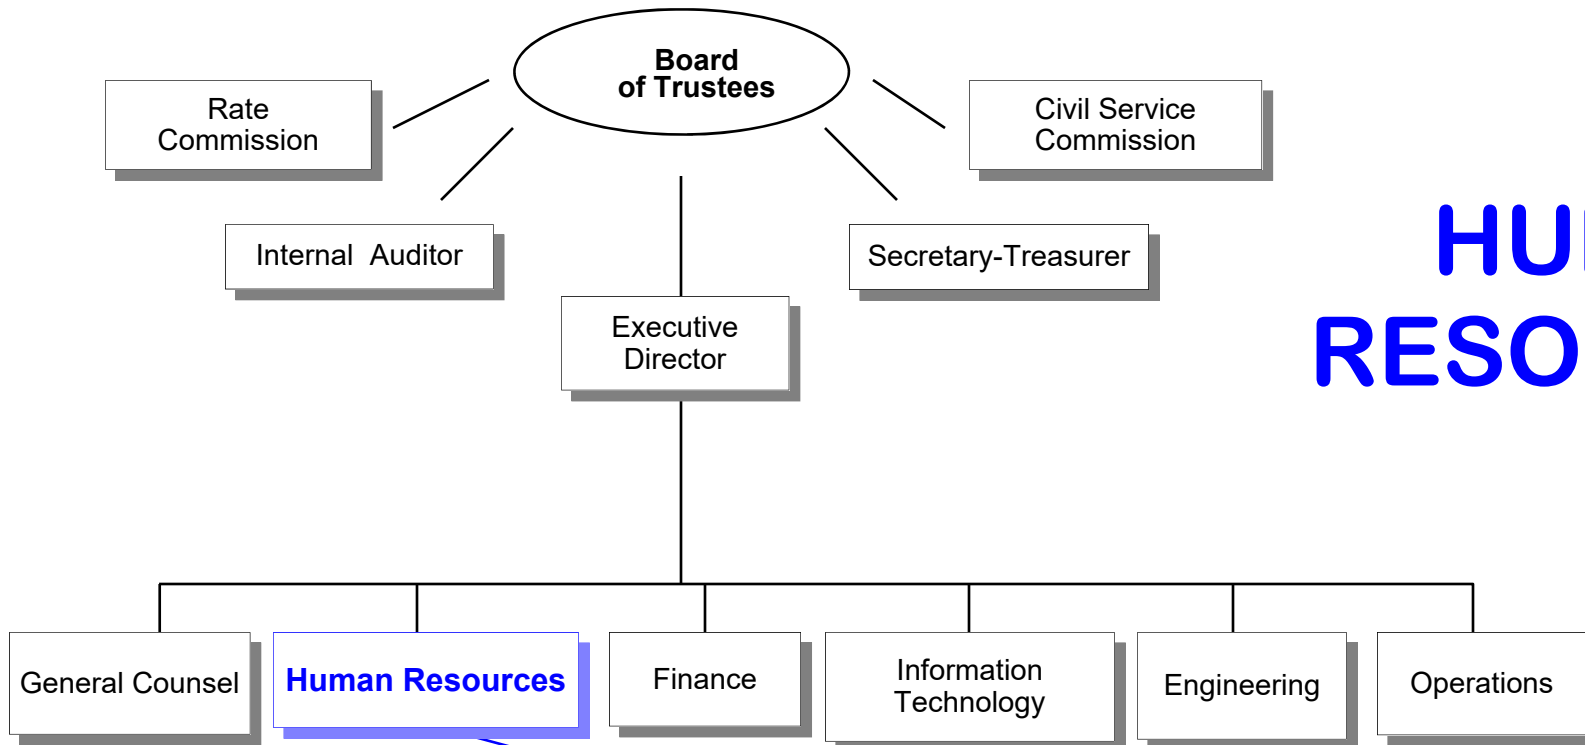 Board
of Trustees
Rate
Commission
Civil Service
Commission
Internal Auditor
Secretary-Treasurer
Executive
Director
General Counsel
Human Resources
Finance
Information
Technology
Engineering
Operations